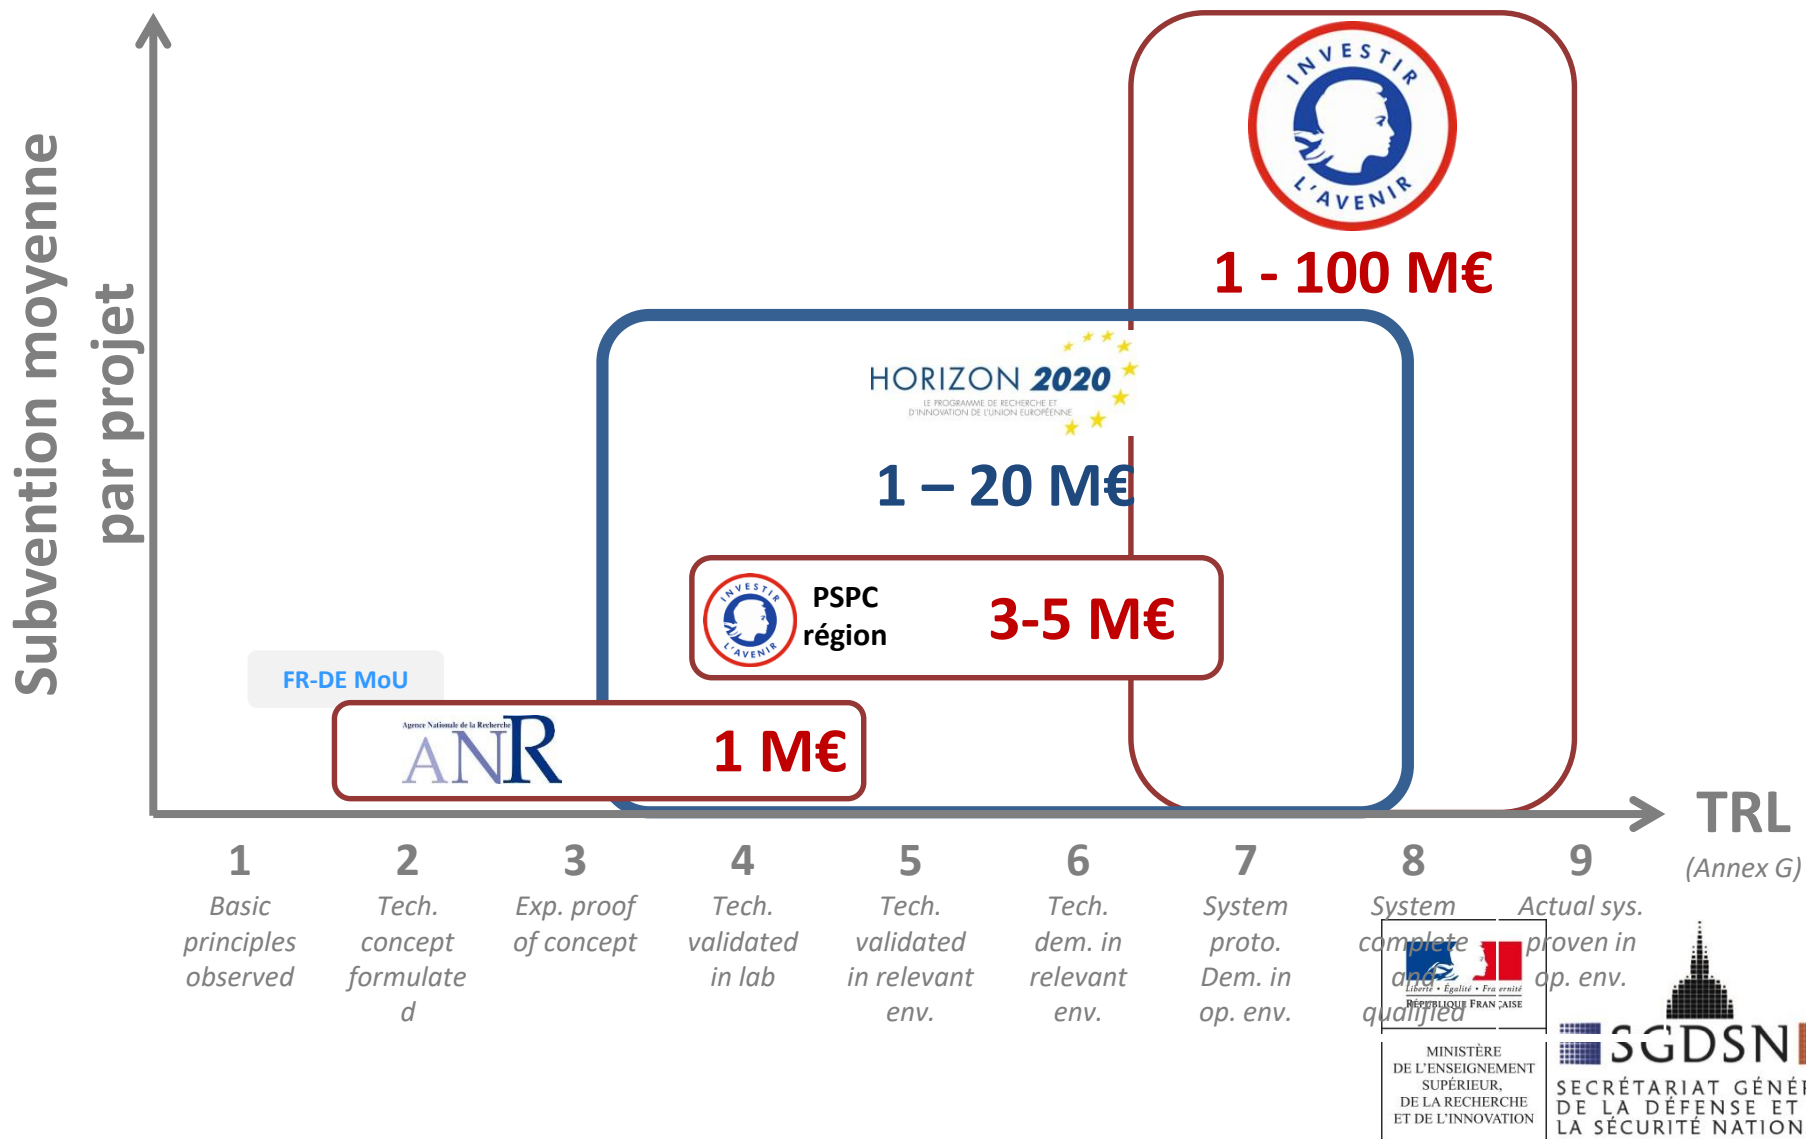 Subvention moyenne
par projet
INVESTIR
L'AVENIR
1 - 100 M€
HORIZON 2020
LE PROGRAMME DE RECHERCHE ET
D'INNOVATION DE L'UNION EUROPÉENNE
1 – 20 M€
INVESTIR
L'AVENIR
PSPC
région
3-5 M€
FR-DE MoU
Agence Nationale de la Recherche
ANR
1 M€
TRL
(Annex G)
1
Basic
principles
observed
2
Tech.
concept
formulate
d
3
Exp. proof
of concept
4
Tech.
validated
in lab
5
Tech.
validated
in relevant
env.
6
Tech.
dem. in
relevant
env.
7
System
proto.
Dem. in
op. env.
8
System
complete
and
qualified
9
Actual sys.
proven in
op. env.
Liberté • Égalité • Fraternité
RÉPUBLIQUE FRANÇAISE
MINISTÈRE
DE L'ENSEIGNEMENT
SUPÉRIEUR,
DE LA RECHERCHE
ET DE L'INNOVATION
SGDSN
SECRÉTARIAT GÉNÉ
DE LA DÉFENSE ET
LA SÉCURITÉ NATION